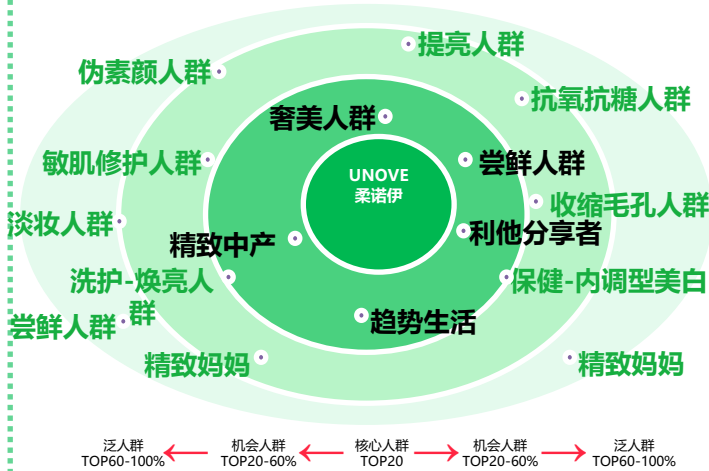 提亮人群
伪素颜人群
抗氧抗糖人群
奢美人群
敏肌修护人群
尝鲜人群
UNOVE
柔诺伊
收缩毛孔人群
淡妆人群
利他分享者
精致中产
洗护-焕亮人
群
保健-内调型美白
尝鲜人群
趋势生活
精致妈妈
精致妈妈
泛人群
TOP60-100%
机会人群
TOP20-60%
核心人群
TOP20
机会人群
TOP20-60%
泛人群
TOP60-100%